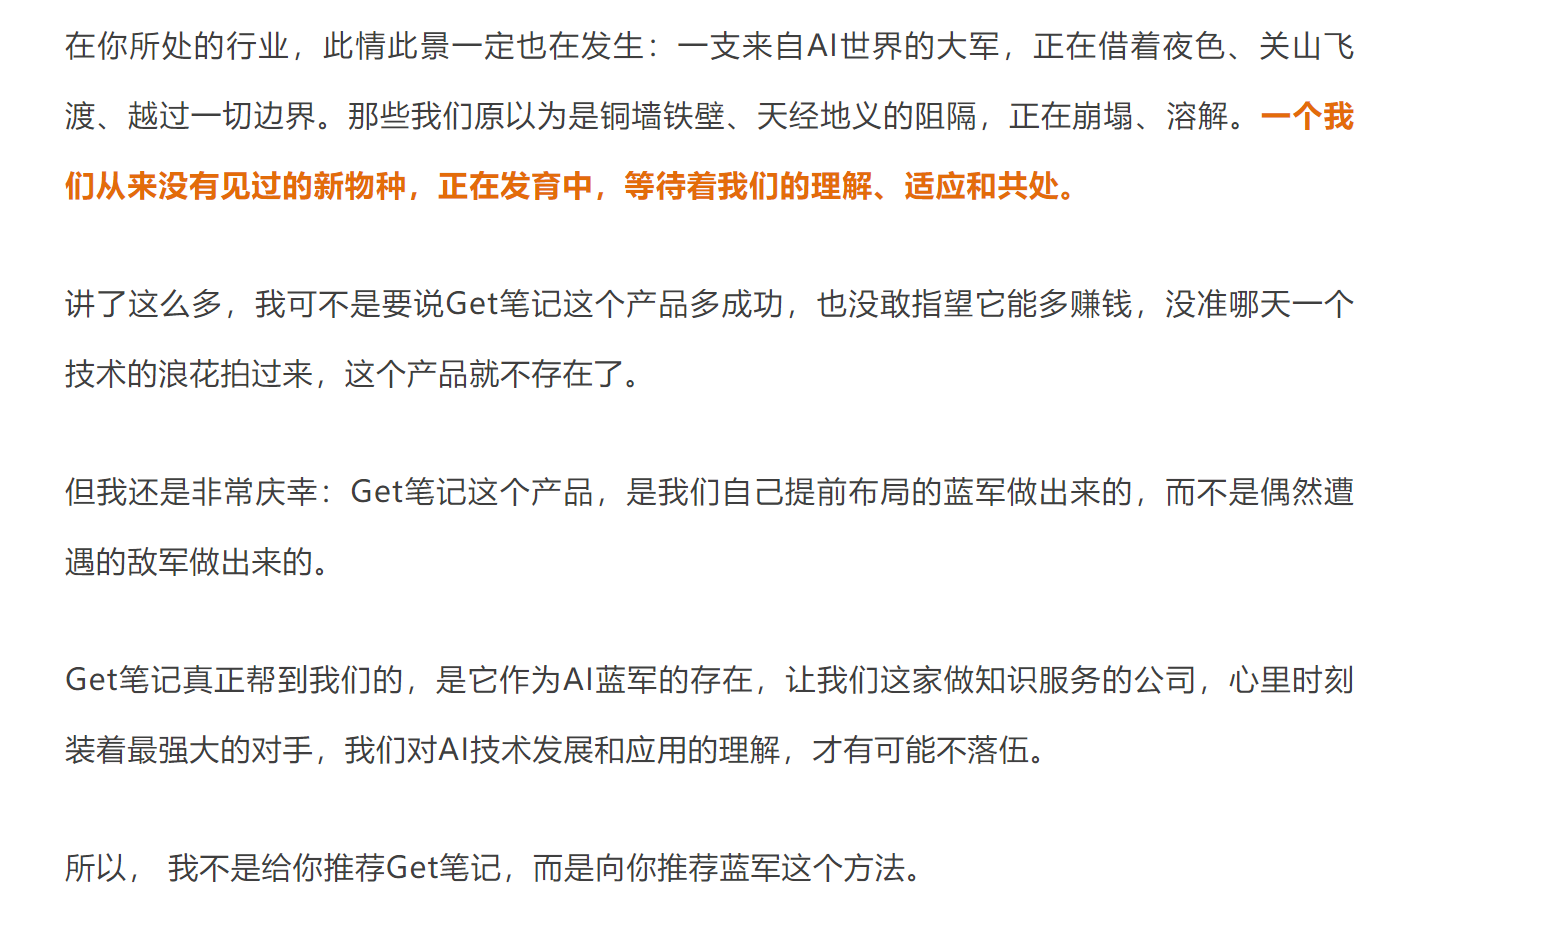 在你所处的行业，此情此景一定也在发生：一支来自AI世界的大军，正在借着夜色、关山飞
渡、越过一切边界。那些我们原以为是铜墙铁壁、天经地义的阻隔，正在崩塌、溶解。一个我
们从来没有见过的新物种，正在发育中，等待着我们的理解、适应和共处。
讲了这么多，我可不是要说Get笔记这个产品多成功，也没敢指望它能多赚钱，没准哪天一个
技术的浪花拍过来，这个产品就不存在了。
但我还是非常庆幸：Get笔记这个产品，是我们自己提前布局的蓝军做出来的，而不是偶然遭
遇的敌军做出来的。
Get笔记真正帮到我们的，是它作为AI蓝军的存在，让我们这家做知识服务的公司，心里时刻
装着最强大的对手，我们对AI技术发展和应用的理解，才有可能不落伍。
所以， 我不是给你推荐Get笔记，而是向你推荐蓝军这个方法。